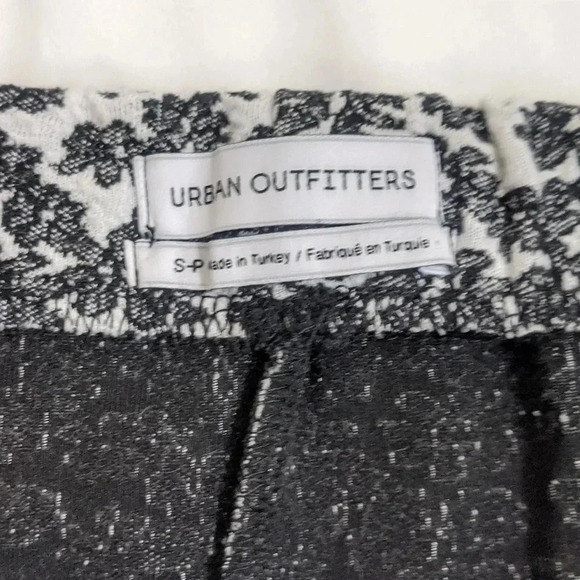 URBAN OUTFITTERS
S-P Made in Turkey / Fabriqué en Turquie